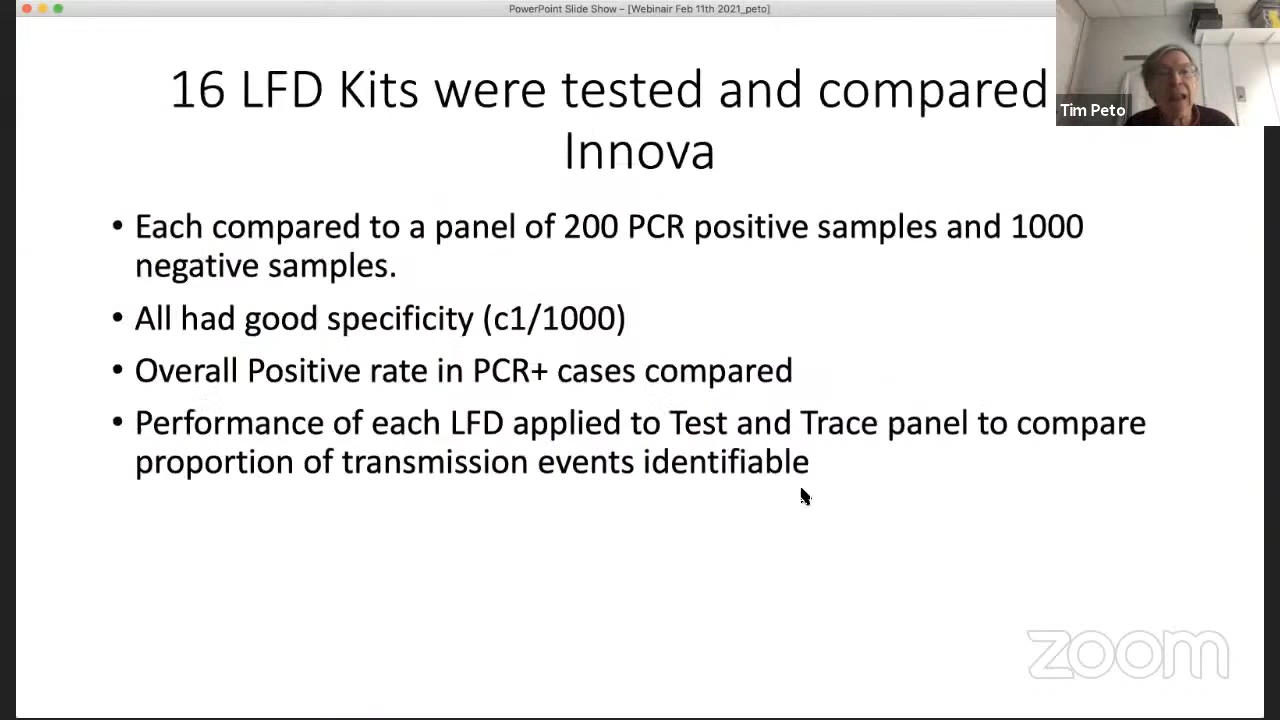 PowerPoint Slide Show – [Webinair Feb 11th 2021_peto]
16 LFD Kits were tested and compared
Innova
Tim Peto
• Each compared to a panel of 200 PCR positive samples and 1000
negative samples.
• All had good specificity (c1/1000)
• Overall Positive rate in PCR+ cases compared
• Performance of each LFD applied to Test and Trace panel to compare
proportion of transmission events identifiable
zoom